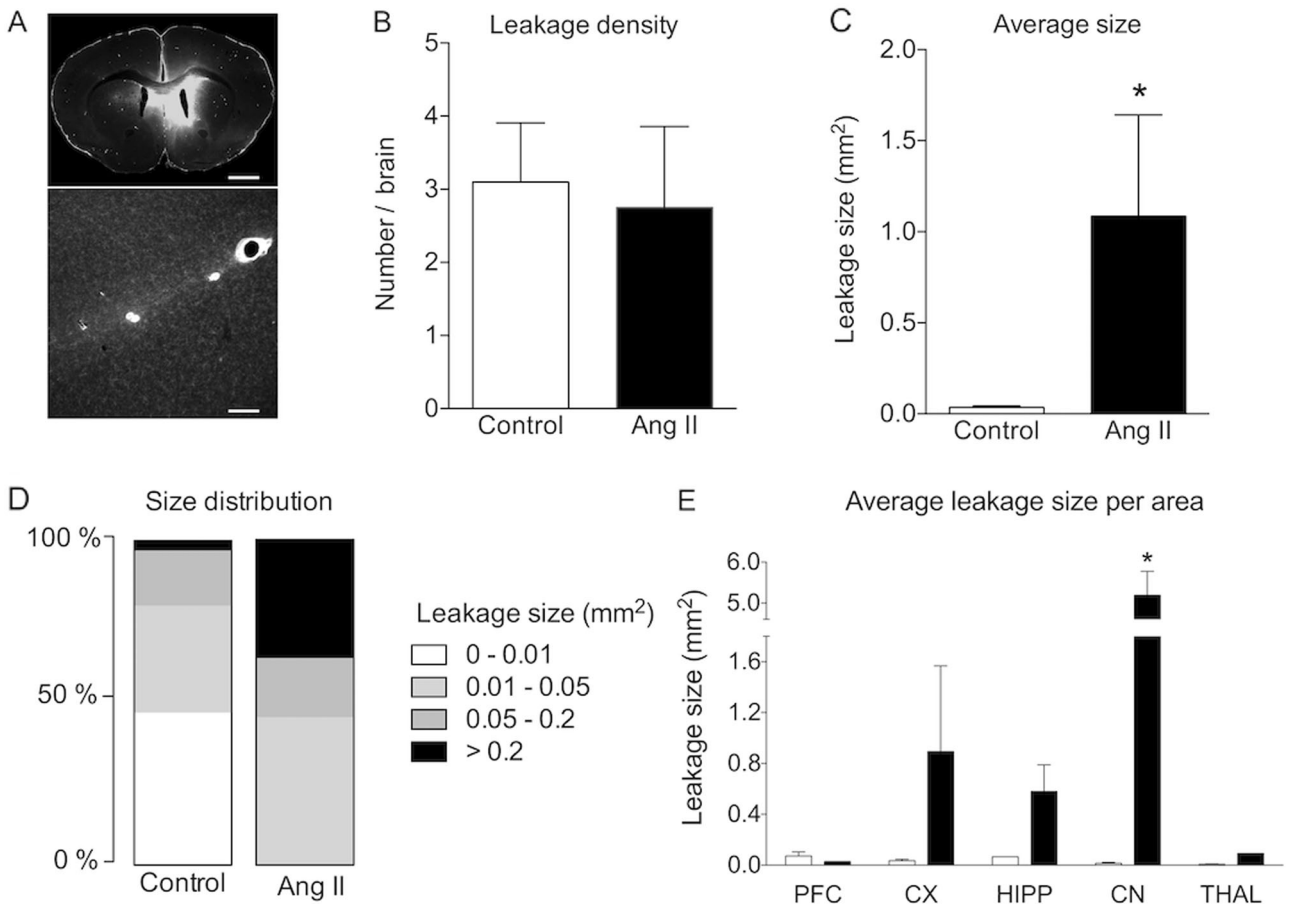 A
B
Leakage density
Number / brain
5
4
3
2
1
0
Control
Ang II
C
Average size
Leakage size (mm²)
2.0
1.5
1.0
0.5
0.0
*
Control
Ang II
D
Size distribution
100 %
50 %
0 %
Control
Ang II
Leakage size (mm²)
0 - 0.01
0.01 - 0.05
0.05 - 0.2
> 0.2
E
Average leakage size per area
Leakage size (mm²)
6.0
5.0
1.6
1.2
0.8
0.4
0.0
*
PFC
CX
HIPP
CN
THAL